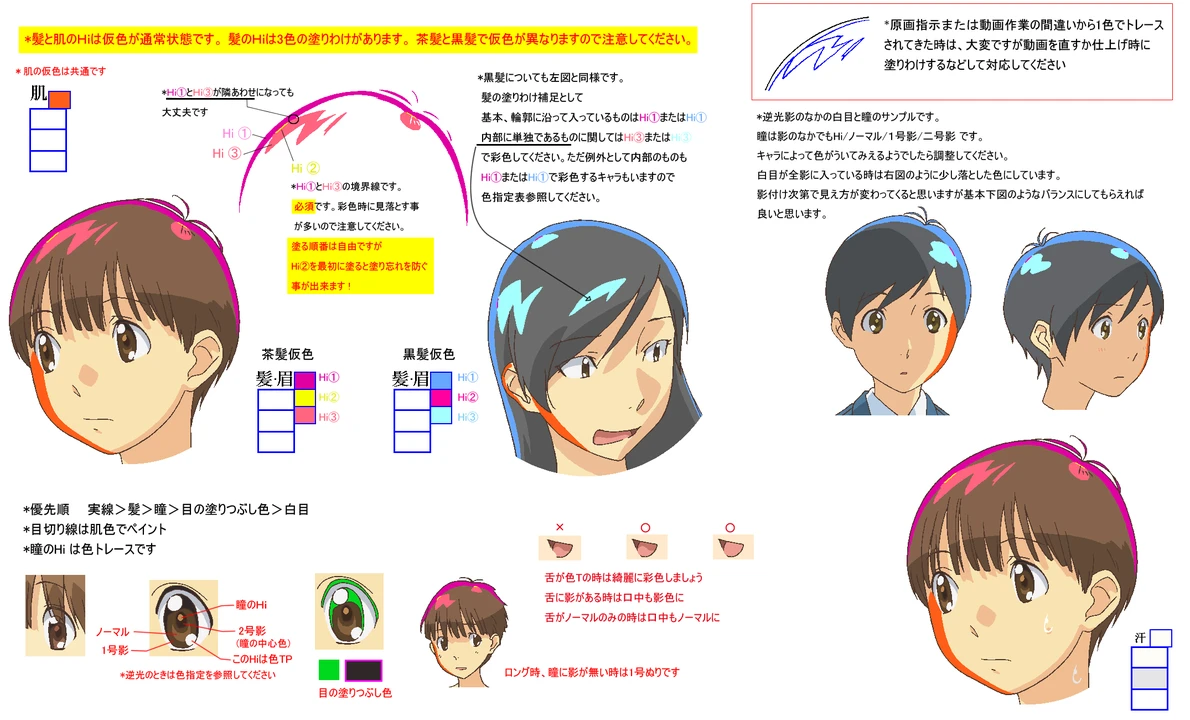 *髪と肌のHiは仮色が通常状態です。髪のHiは3色の塗りわけがあります。茶髪と黒髪で仮色が異なりますので注意してください。
*肌の仮色は共通です
肌
*Hi①とHi③が隣あわせになっても
大丈夫です
Hi ①
Hi ③
Hi ②
*Hi①とHi③の境界線です。
必須です。彩色時に見落とす事
が多いので注意してください。
塗る順番は自由ですが
Hi②を最初に塗ると塗り忘れを防ぐ
事が出来ます！
*黒髪についても左図と同様です。
髪の塗りわけ補足として
基本、輪郭に沿って入っているものはHi①またはHi①
内部に単独であるものに関してはHi③またはHi③
で彩色してください。ただ例外として内部のものも
Hi①またはHi①で彩色するキャラもいますので
色指定表参照してください。
*原画指示または動画作業の間違いから1色でトレース
されてきた時は、大変ですが動画を直すか仕上げ時に
塗りわけするなどして対応してください
*逆光影のなかの白目と瞳のサンプルです。
瞳は影のなかでもHi/ノーマル/1号影/二号影 です。
キャラによって色がういてみえるようでしたら調整してください。
白目が全影に入っている時は右図のように少し落とした色にしています。
影付け次第で見え方が変わってくると思いますが基本下図のようなバランスにしてもらえれば
良いと思います。
茶髪仮色
髪・眉
Hi①
Hi②
Hi③
黒髪仮色
髪・眉
Hi①
Hi②
Hi③
*優先順　実線＞髪＞瞳＞目の塗りつぶし色＞白目
*目切り線は肌色でペイント
*瞳のHi は色トレースです
瞳のHi
ノーマル
2号影
(瞳の中心色)
1号影
このHiは色TP
*逆光のときは色指定を参照してください
目の塗りつぶし色
× ○ ○
舌が色Tの時は綺麗に彩色しましょう
舌に影がある時は口中も影色に
舌がノーマルのみの時は口中もノーマルに
ロング時、瞳に影が無い時は1号ぬりです
汗